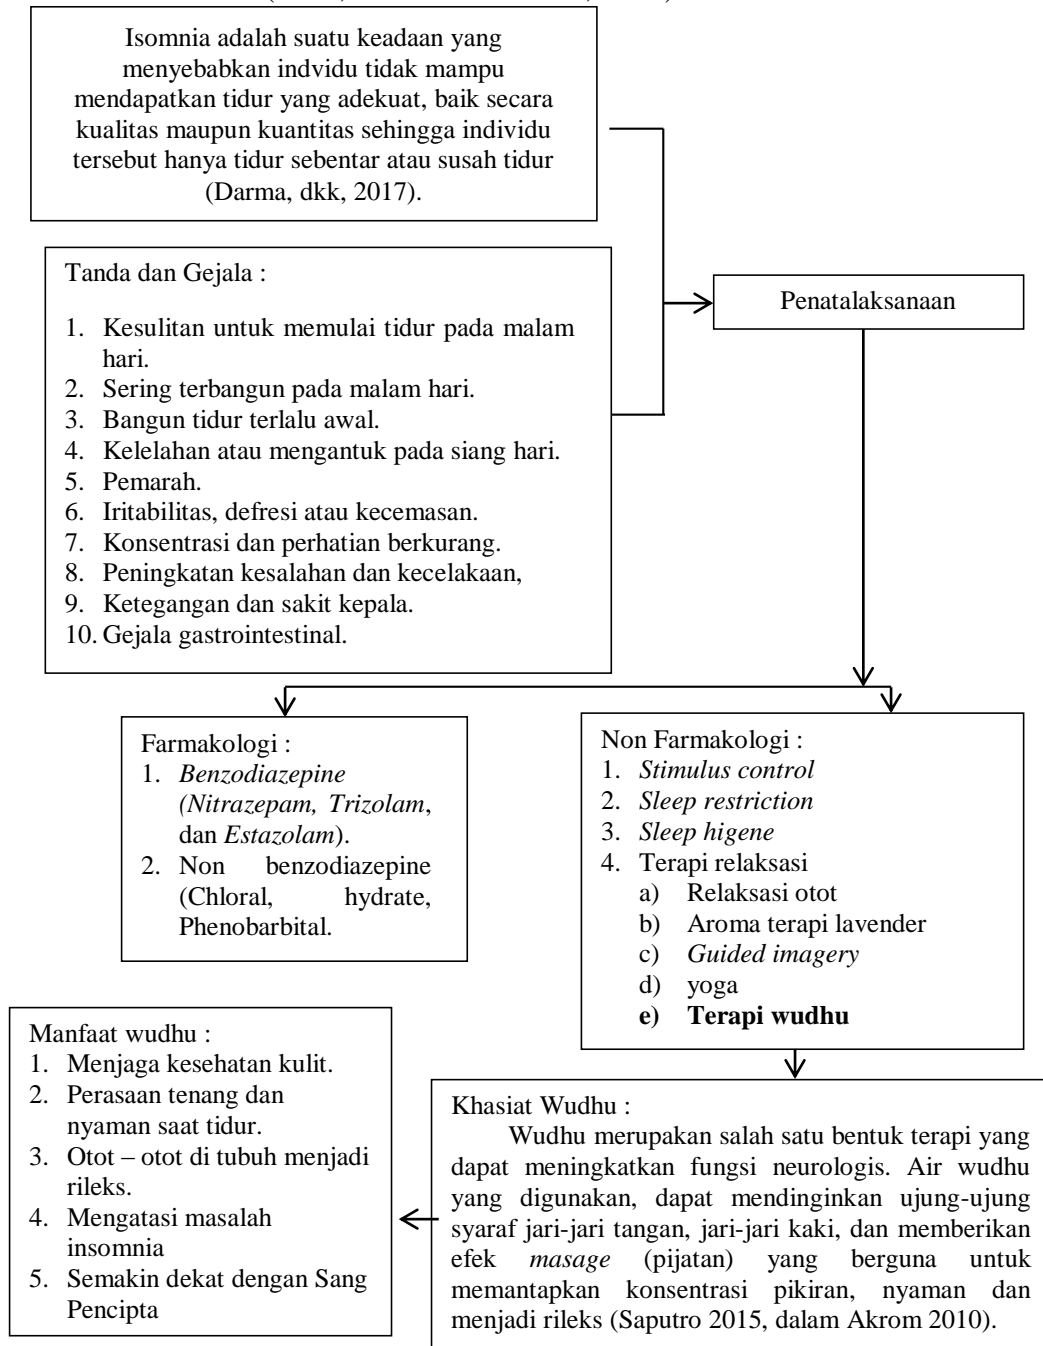 Isomnia adalah suatu keadaan yang
menyebabkan indvidu tidak mampu
mendapatkan tidur yang adekuat, baik secara
kualitas maupun kuantitas sehingga individu
tersebut hanya tidur sebentar atau susah tidur
(Darma, dkk, 2017).
Tanda dan Gejala :
1. Kesulitan untuk memulai tidur pada malam
hari.
2. Sering terbangun pada malam hari.
3. Bangun tidur terlalu awal.
4. Kelelahan atau mengantuk pada siang hari.
5. Pemarah.
6. Iritabilitas, defresi atau kecemasan.
7. Konsentrasi dan perhatian berkurang.
8. Peningkatan kesalahan dan kecelakaan,
9. Ketegangan dan sakit kepala.
10. Gejala gastrointestinal.
Penatalaksanaan
Farmakologi :
1. Benzodiazepine
(Nitrazepam, Trizolam,
dan Estazolam).
2. Non benzodiazepine
(Chloral, hydrate,
Phenobarbital.
Non Farmakologi :
1. Stimulus control
2. Sleep restriction
3. Sleep higene
4. Terapi relaksasi
a) Relaksasi otot
b) Aroma terapi lavender
c) Guided imagery
d) yoga
e) Terapi wudhu
Manfaat wudhu :
1. Menjaga kesehatan kulit.
2. Perasaan tenang dan
nyaman saat tidur.
3. Otot – otot di tubuh menjadi
rileks.
4. Mengatasi masalah
insomnia
5. Semakin dekat dengan Sang
Pencipta
Khasiat Wudhu :
Wudhu merupakan salah satu bentuk terapi yang
dapat meningkatkan fungsi neurologis. Air wudhu
yang digunakan, dapat mendinginkan ujung-ujung
syaraf jari-jari tangan, jari-jari kaki, dan memberikan
efek masage (pijatan) yang berguna untuk
memantapkan konsentrasi pikiran, nyaman dan
menjadi rileks (Saputro 2015, dalam Akrom 2010).